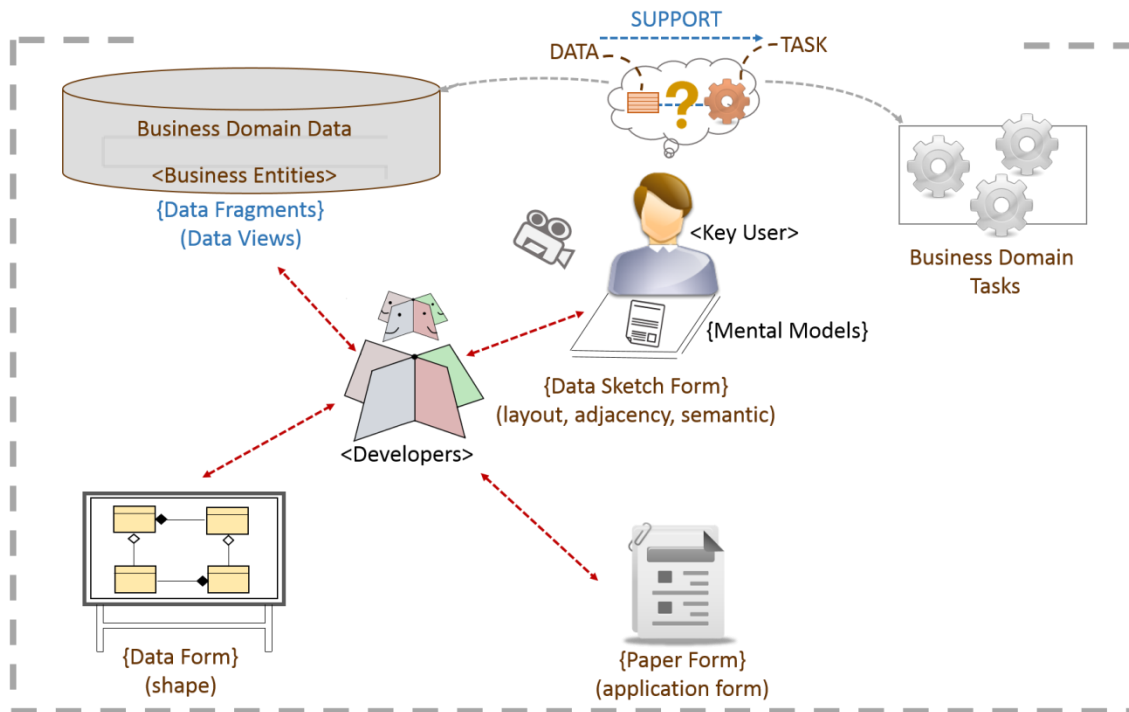 SUPPORT
DATA
TASK
?
Business Domain Data
<Business Entities>
{Data Fragments}
(Data Views)
<Key User>
Business Domain
Tasks
{Mental Models}
{Data Sketch Form}
(layout, adjacency, semantic)
<Developers>
{Data Form}
(shape)
{Paper Form}
(application form)